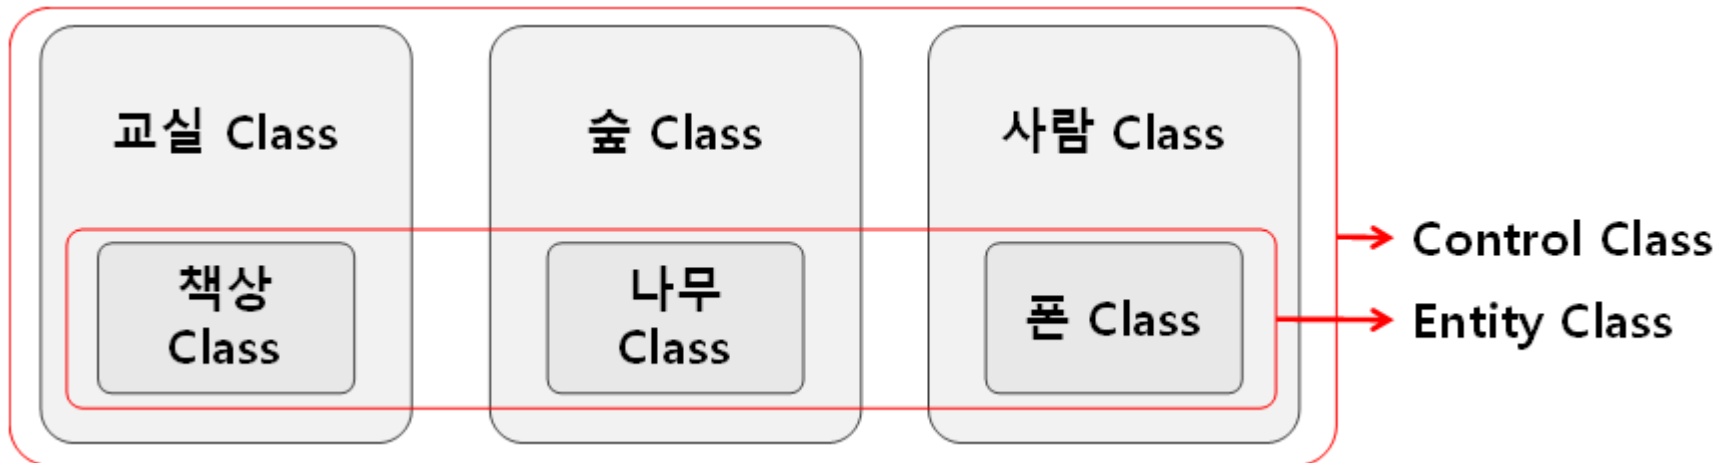 교실 Class
숲 Class
사람 Class
책상
Class
나무
Class
폰 Class
Control Class
Entity Class